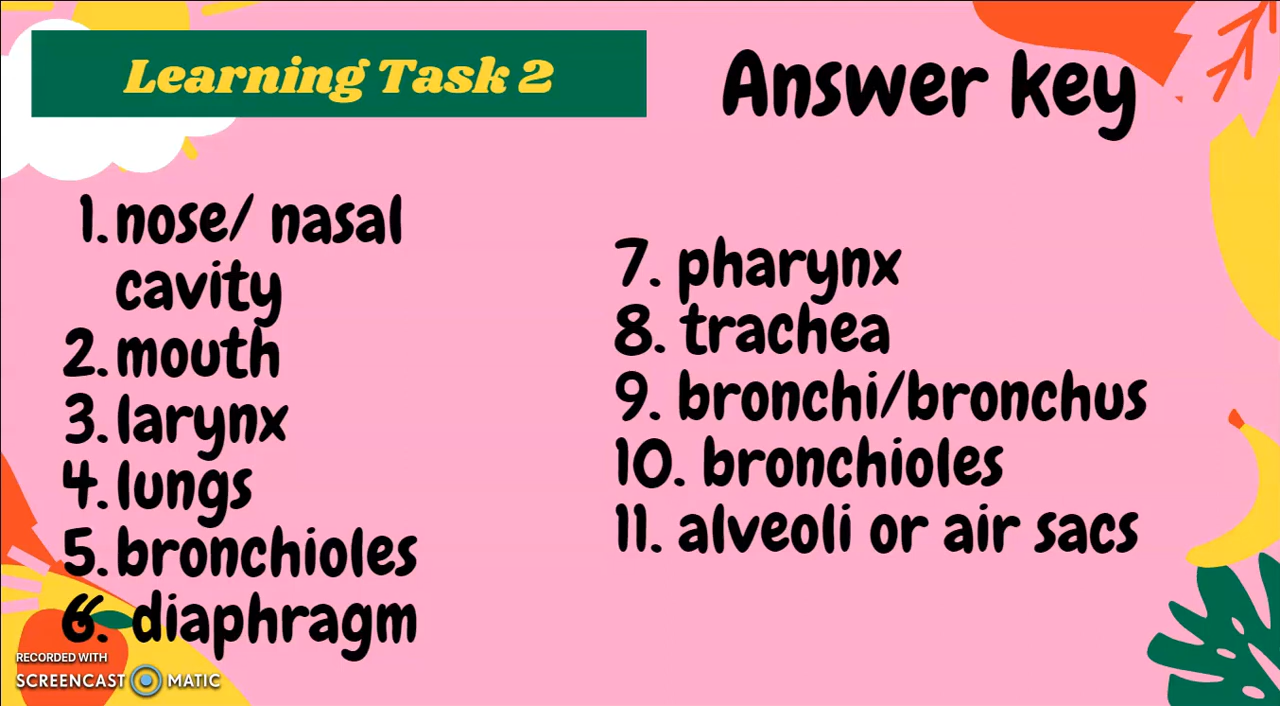 Learning Task 2
Answer key
1. nose/ nasal
cavity
2. mouth
3. larynx
4. lungs
5. bronchioles
6. diaphragm
7. pharynx
8. trachea
9. bronchi/bronchus
10. bronchioles
11. alveoli or air sacs
RECORDED WITH
SCREENCAST MATIC